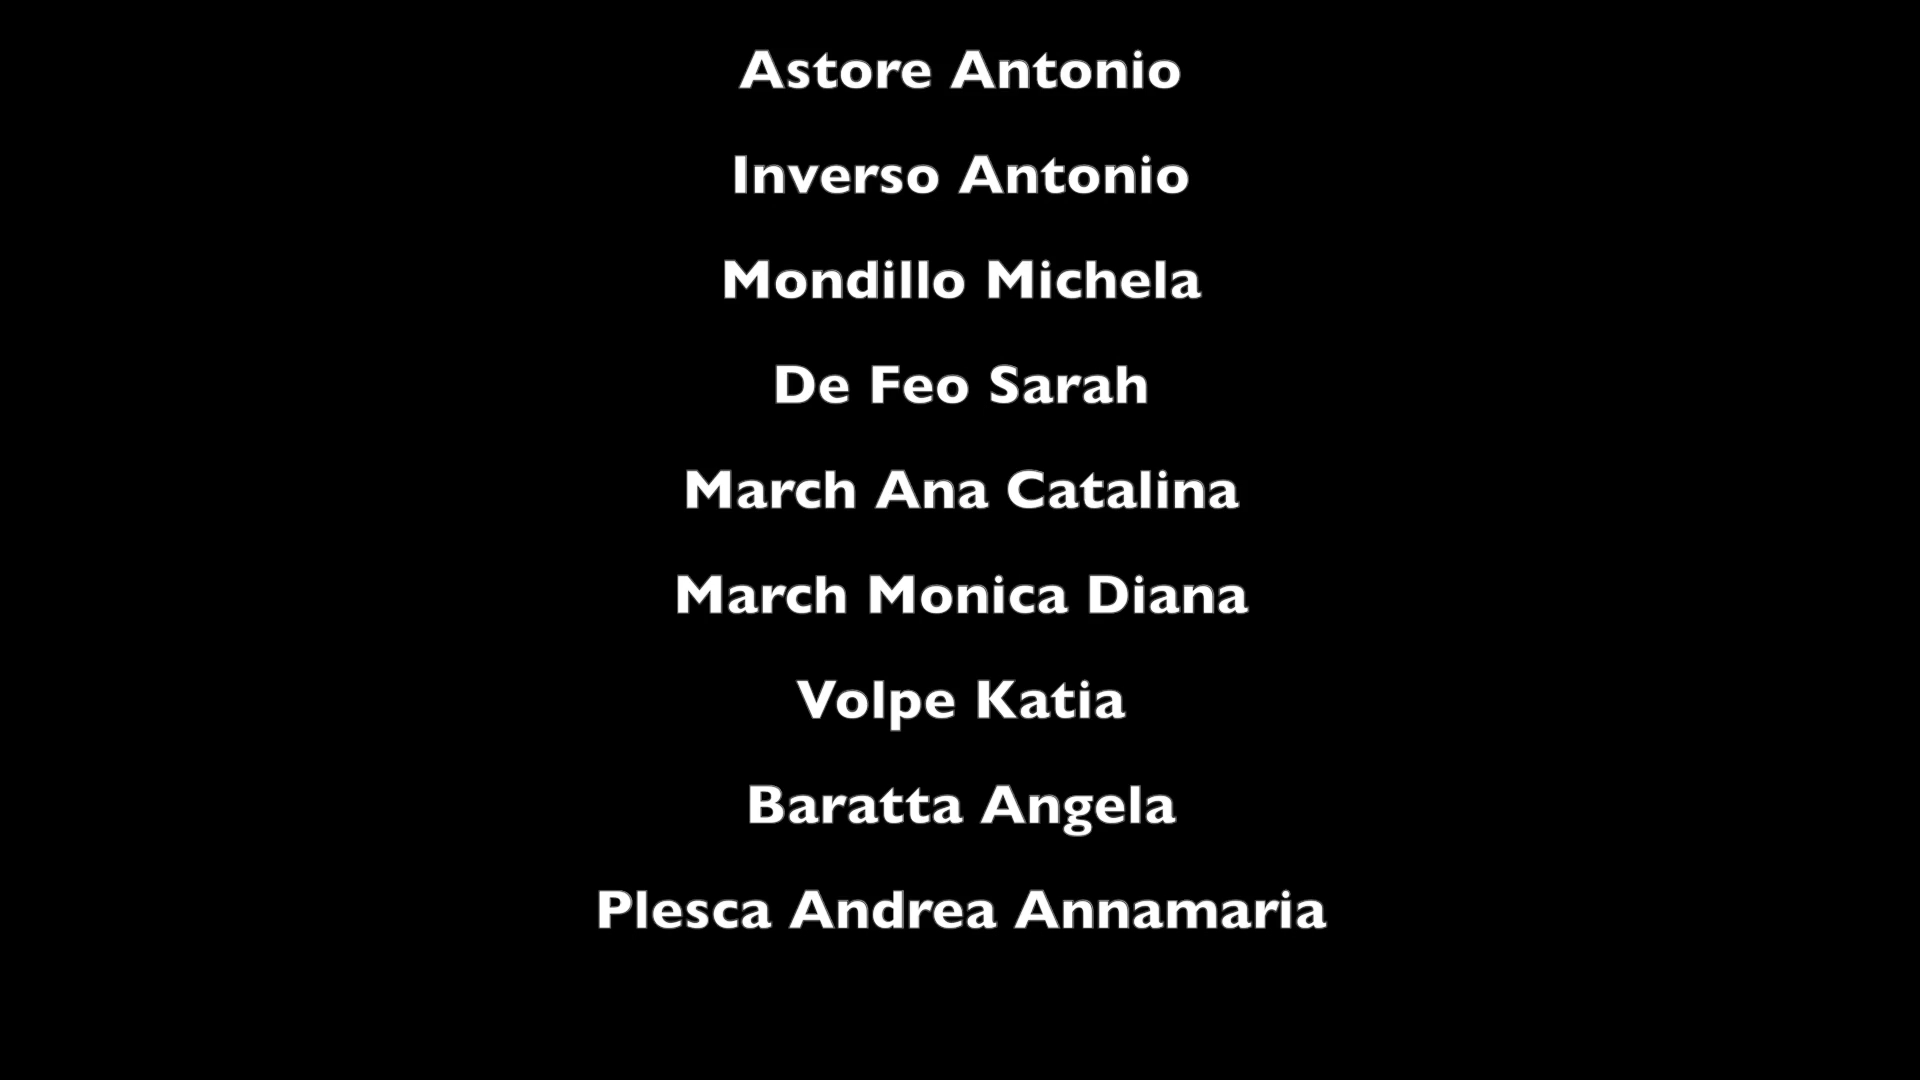 Astore Antonio
Inverso Antonio
Mondillo Michela
De Feo Sarah
March Ana Catalina
March Monica Diana
Volpe Katia
Baratta Angela
Plesca Andrea Annamaria